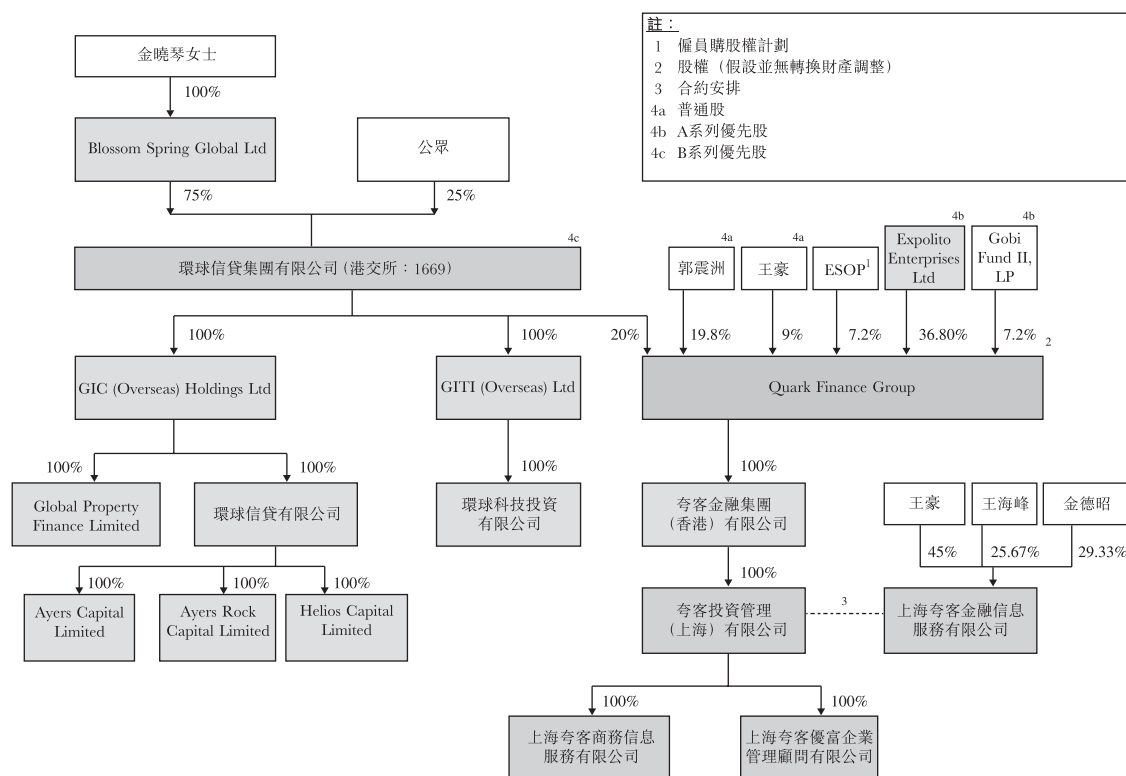 註：
1 僱員購股權計劃
2 股權（假設並無轉換財產調整）
3 合約安排
4a 普通股
4b A系列優先股
4c B系列優先股
金曉琴女士
100%
Blossom Spring Global Ltd
公眾
75%
25%
4c
環球信貸集團有限公司（港交所：1669）
4a
4a
4b
4b
郭震洲
王豪
ESOP1
Expolito
Enterprises
Ltd
Gobi
Fund II,
LP
100%
100%
20%
19.8%
9%
7.2%
36.80%
7.2%
2
GIC (Overseas) Holdings Ltd
GITI (Overseas) Ltd
Quark Finance Group
100%
100%
100%
100%
Global Property
Finance Limited
環球信貸有限公司
環球科技投資
有限公司
夸客金融集團
（香港）有限公司
王豪
王海峰
金德昭
45%
25.67%
29.33%
100%
100%
100%
100%
Ayers Capital
Limited
Ayers Rock
Capital Limited
Helios Capital
Limited
夸客投資管理
（上海）有限公司
3
上海夸客金融信息
服務有限公司
100%
100%
上海夸客商務信息
服務有限公司
上海夸客優富企業
管理顧問有限公司